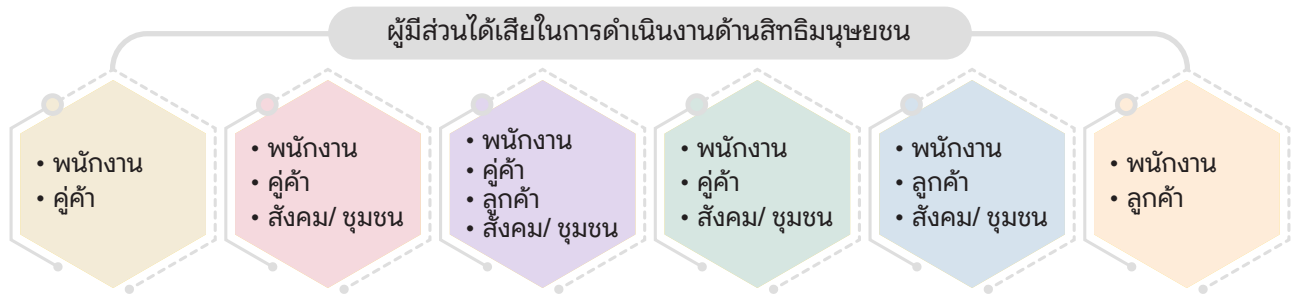 ผู้มีส่วนได้เสียในการดำเนินงานด้านสิทธิมนุษยชน
• พนักงาน
• คู่ค้า
• พนักงาน
• คู่ค้า
• สังคม/ ชุมชน
• พนักงาน
• คู่ค้า
• ลูกค้า
• สังคม/ ชุมชน
• พนักงาน
• คู่ค้า
• สังคม/ ชุมชน
• พนักงาน
• ลูกค้า
• สังคม/ ชุมชน
• พนักงาน
• ลูกค้า